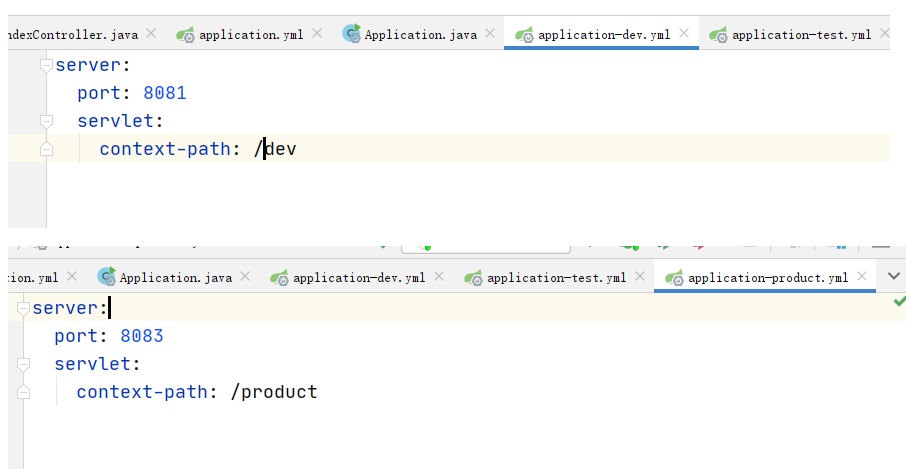 ndexController.java application.yml Application.java application-dev.yml application-test.yml
server:
port: 8081
servlet:
context-path: /dev
ion.yml Application.java application-dev.yml application-test.yml application-product.yml
server:
port: 8083
servlet:
context-path: /product